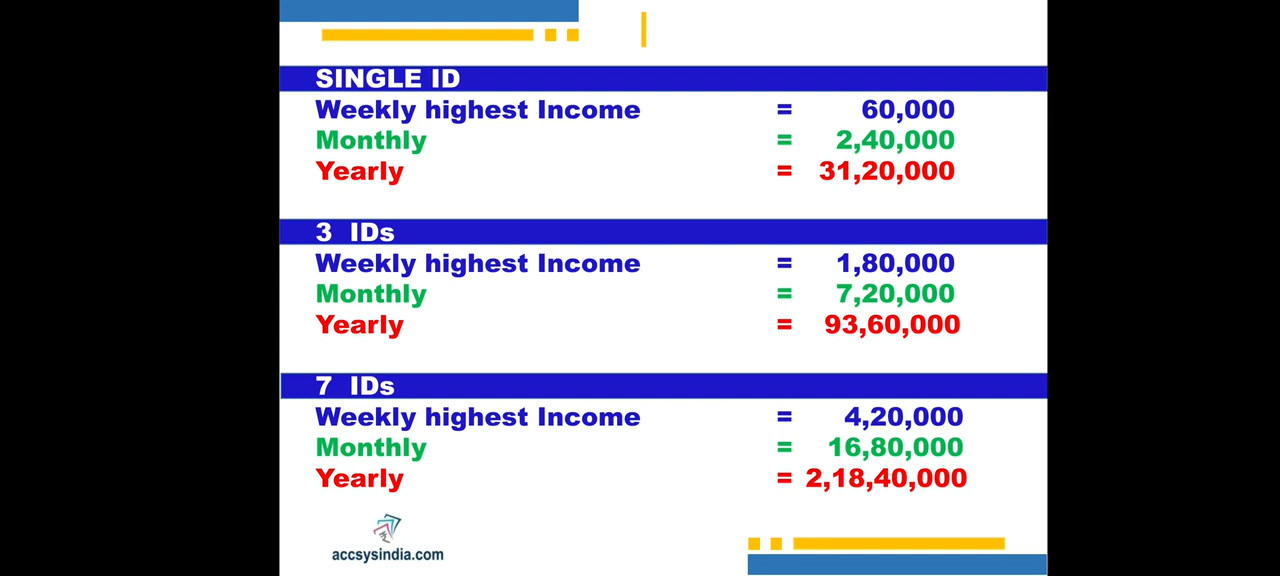 SINGLE ID
Weekly highest Income = 60,000
Monthly = 2,40,000
Yearly = 31,20,000
3 IDs
Weekly highest Income = 1,80,000
Monthly = 7,20,000
Yearly = 93,60,000
7 IDs
Weekly highest Income = 4,20,000
Monthly = 16,80,000
Yearly = 2,18,40,000
accsysindia.com